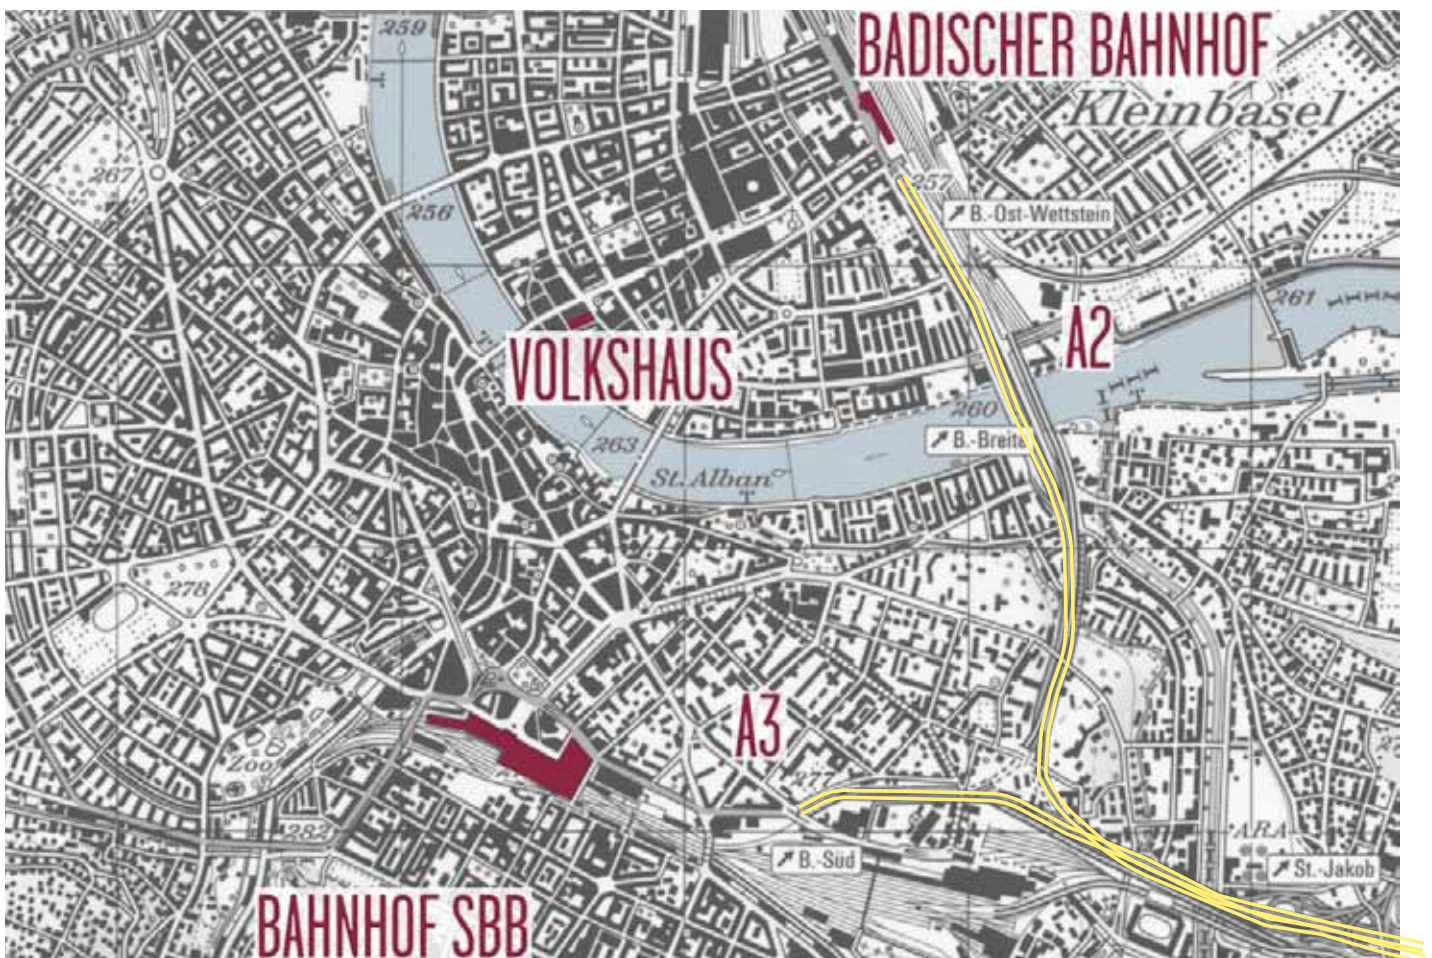 BADISCHER BAHNHOF
259
Kleinbasel
267
257
256
↗ B.-Ost-Wettstein
261
A2
VOLKSHAUS
260
263
↗ B.-Breite
St. Alban
278
A3
277
Zoo
282
ARA
↗ B.-Süd
↗ St.-Jakob
BAHNHOF SBB